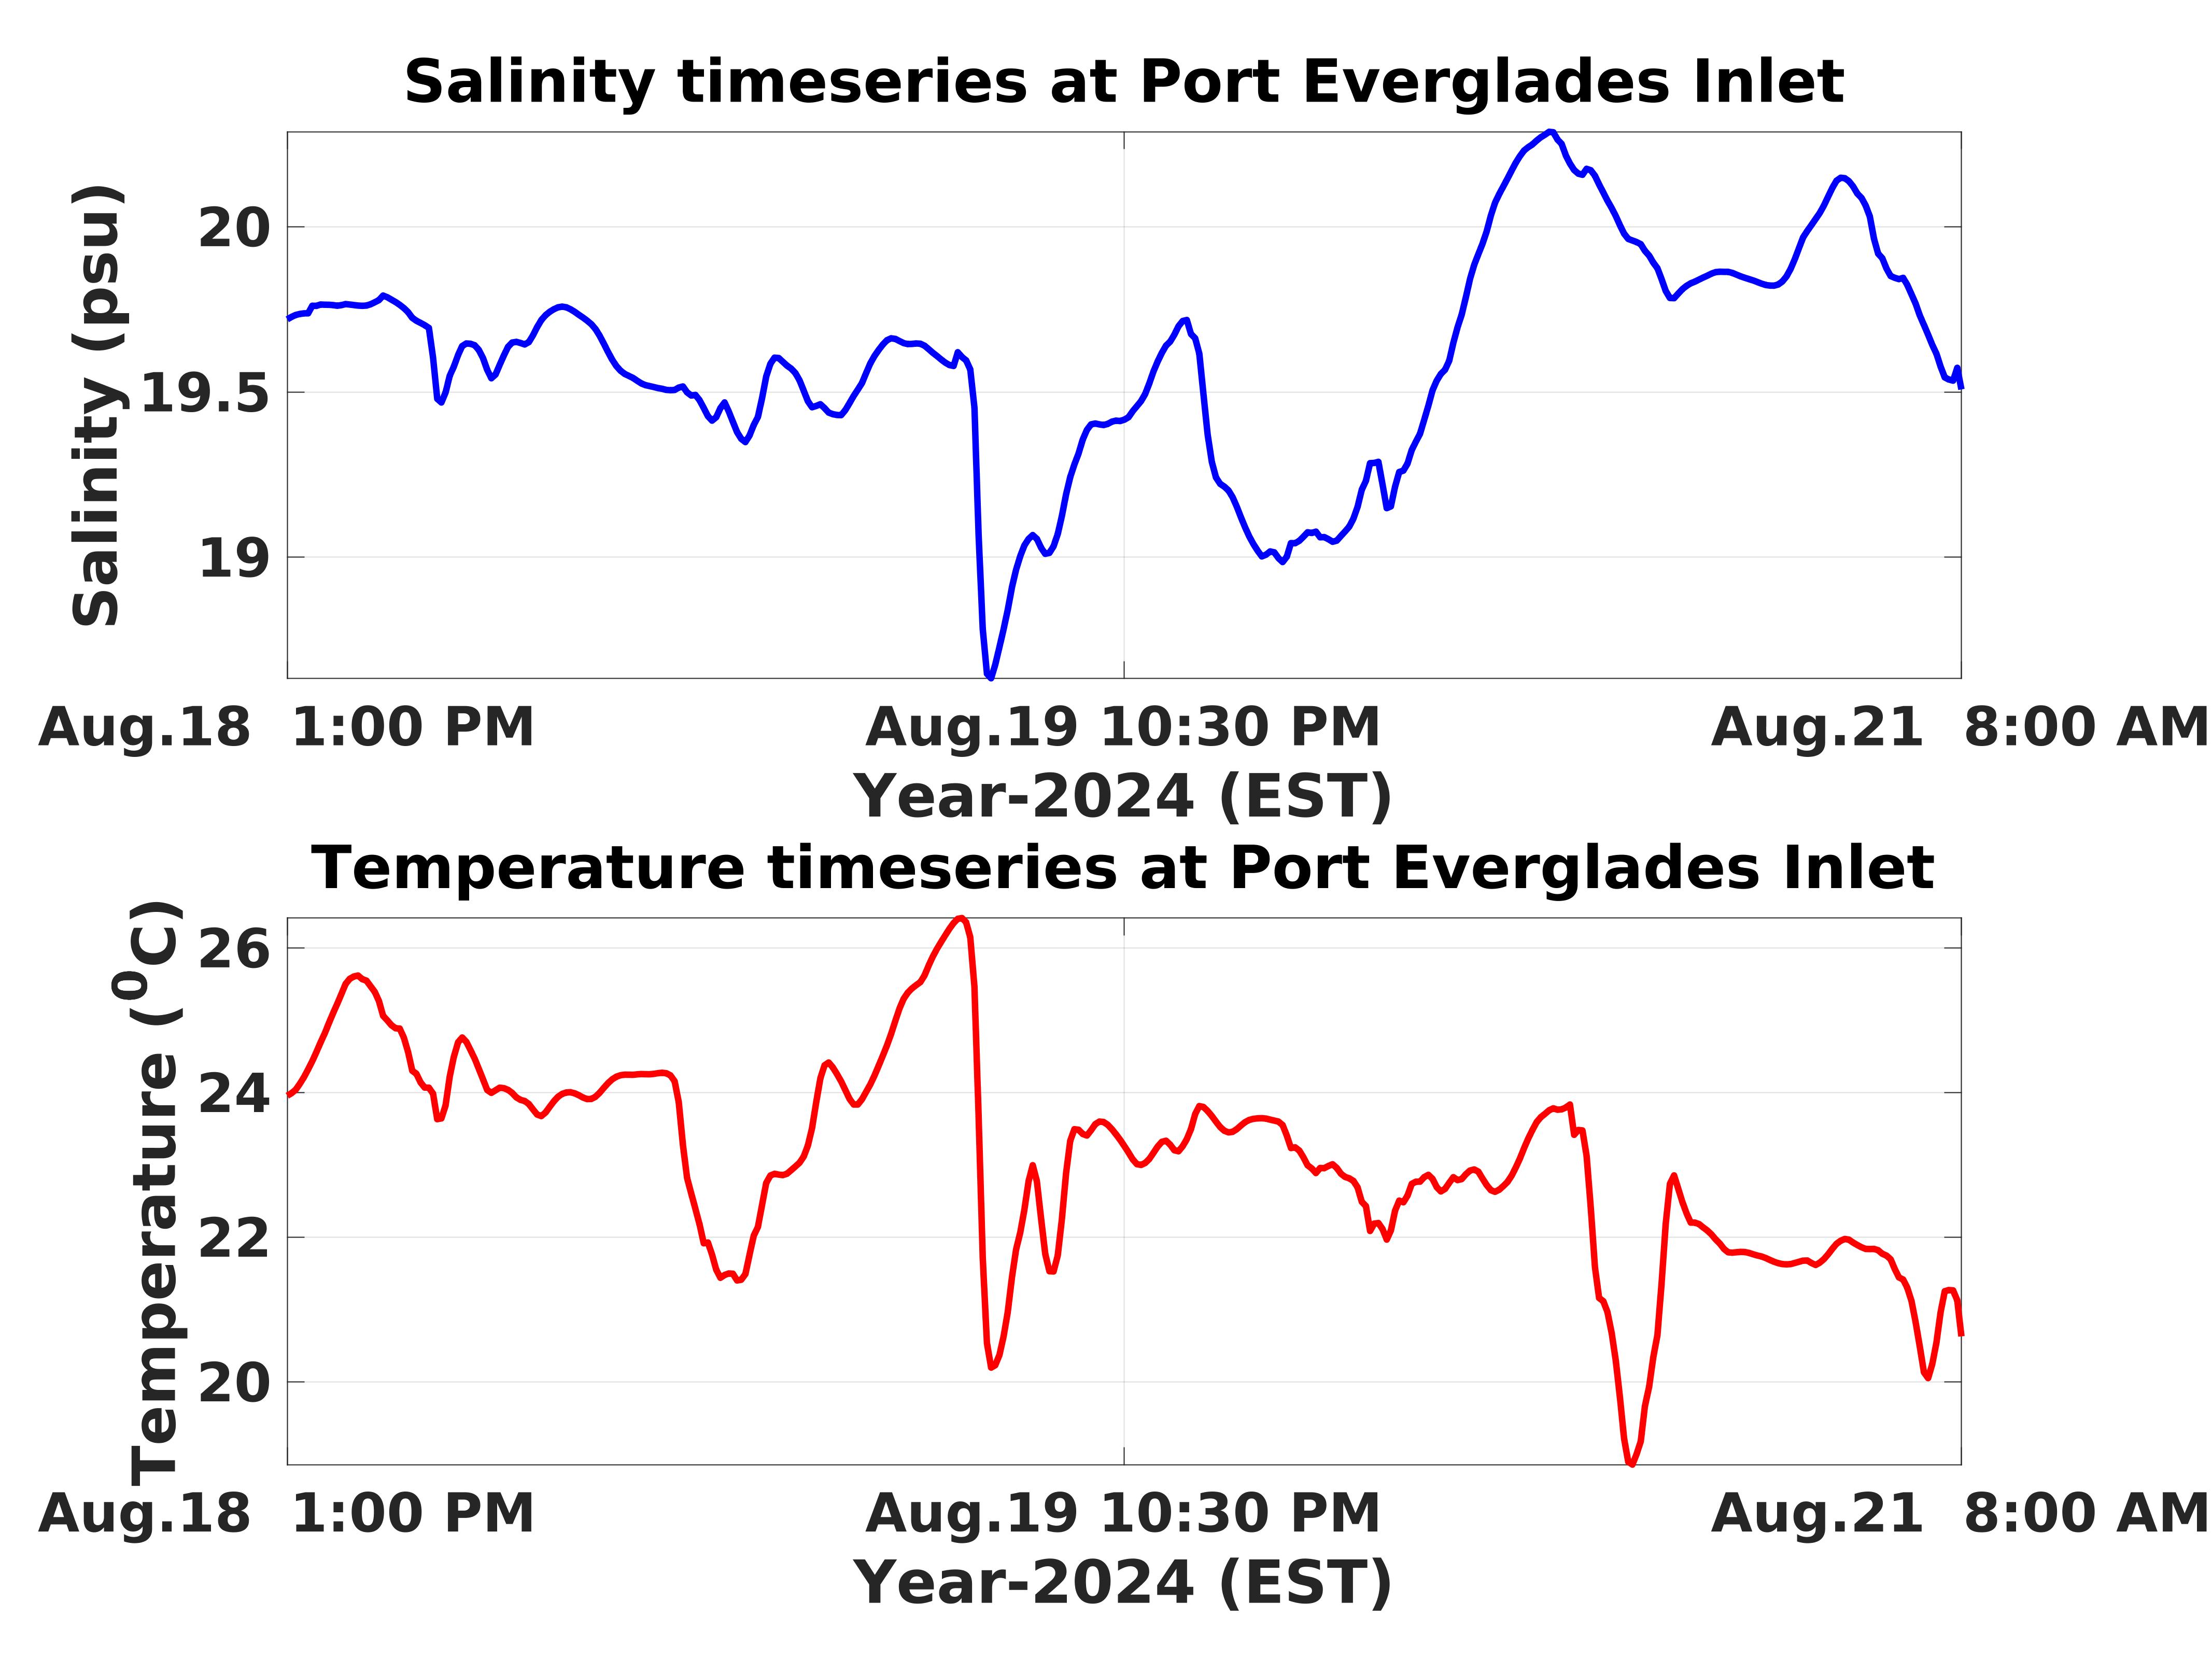 Salinity timeseries at Port Everglades Inlet
Salinity (psu)
20
19.5
19
Aug.18  1:00 PM
Aug.19 10:30 PM
Aug.21  8:00 AM
Year-2024 (EST)
Temperature timeseries at Port Everglades Inlet
Temperature (⁰C)
26
24
22
20
Aug.18  1:00 PM
Aug.19 10:30 PM
Aug.21  8:00 AM
Year-2024 (EST)